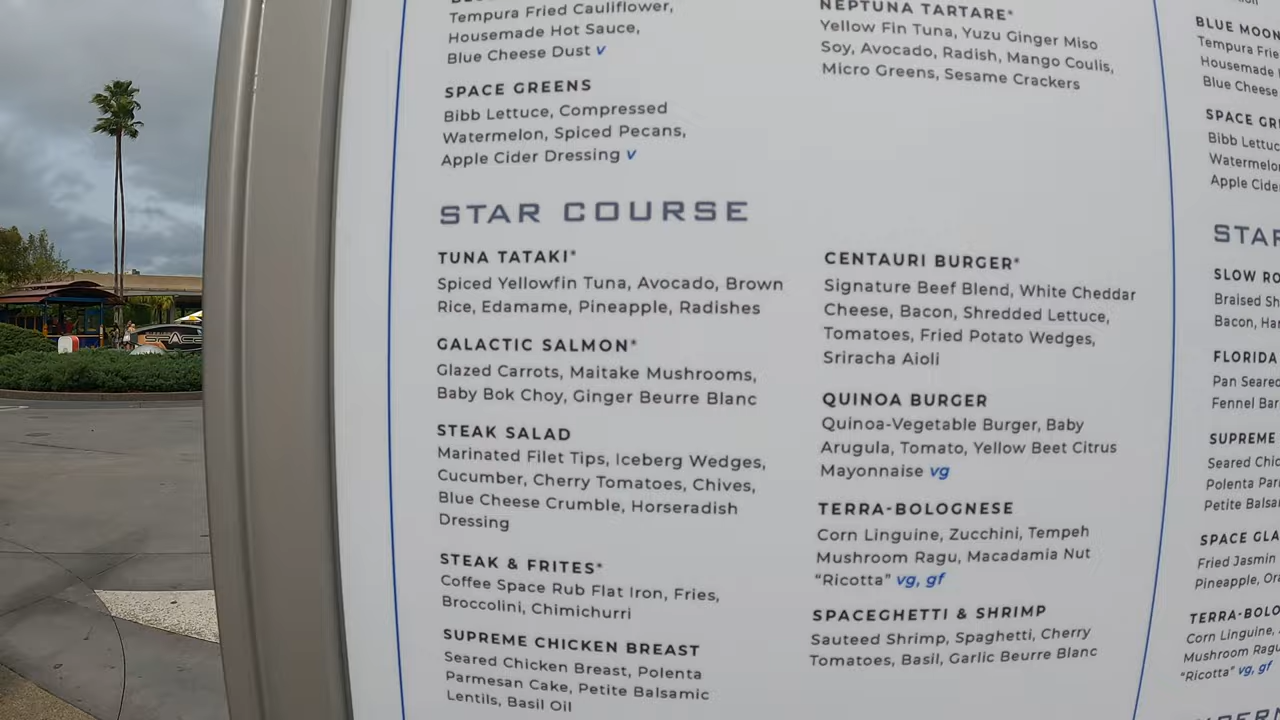 Tempura Fried Cauliflower,
Housemade Hot Sauce,
Blue Cheese Dust v
SPACE GREENS
Bibb Lettuce, Compressed
Watermelon, Spiced Pecans,
Apple Cider Dressing v
NEPTUNA TARTARE*
Yellow Fin Tuna, Yuzu Ginger Miso
Soy, Avocado, Radish, Mango Coulis,
Micro Greens, Sesame Crackers
STAR COURSE
TUNA TATAKI*
Spiced Yellowfin Tuna, Avocado, Brown
Rice, Edamame, Pineapple, Radishes
GALACTIC SALMON*
Glazed Carrots, Maitake Mushrooms,
Baby Bok Choy, Ginger Beurre Blanc
STEAK SALAD
Marinated Filet Tips, Iceberg Wedges,
Cucumber, Cherry Tomatoes, Chives,
Blue Cheese Crumble, Horseradish
Dressing
STEAK & FRITES*
Coffee Space Rub Flat Iron, Fries,
Broccolini, Chimichurri
SUPREME CHICKEN BREAST
Seared Chicken Breast, Polenta
Parmesan Cake, Petite Balsamic
Lentils, Basil Oil
CENTAURI BURGER*
Signature Beef Blend, White Cheddar
Cheese, Bacon, Shredded Lettuce,
Tomatoes, Fried Potato Wedges,
Sriracha Aioli
QUINOA BURGER
Quinoa-Vegetable Burger, Baby
Arugula, Tomato, Yellow Beet Citrus
Mayonnaise vg
TERRA-BOLOGNESE
Corn Linguine, Zucchini, Tempeh
Mushroom Ragu, Macadamia Nut
"Ricotta" vg, gf
SPACEGHETTI & SHRIMP
Sauteed Shrimp, Spaghetti, Cherry
Tomatoes, Basil, Garlic Beurre Blanc
BLUE MOON
Tempura Frie
Housemade
Blue Cheese
SPACE GR
Bibb Lettuc
Watermelon
Apple Cider
STAR
SLOW RO
Braised Sh
Bacon, Ha
FLORIDA
Pan Seared
Fennel Bar
SUPREME
Seared Chic
Polenta Par
Petite Balsa
SPACE GLA
Fried Jasmin
Pineapple, Or
TERRA-BOLO
Corn Linguine,
Mushroom Ragu
"Ricotta" vg, gf